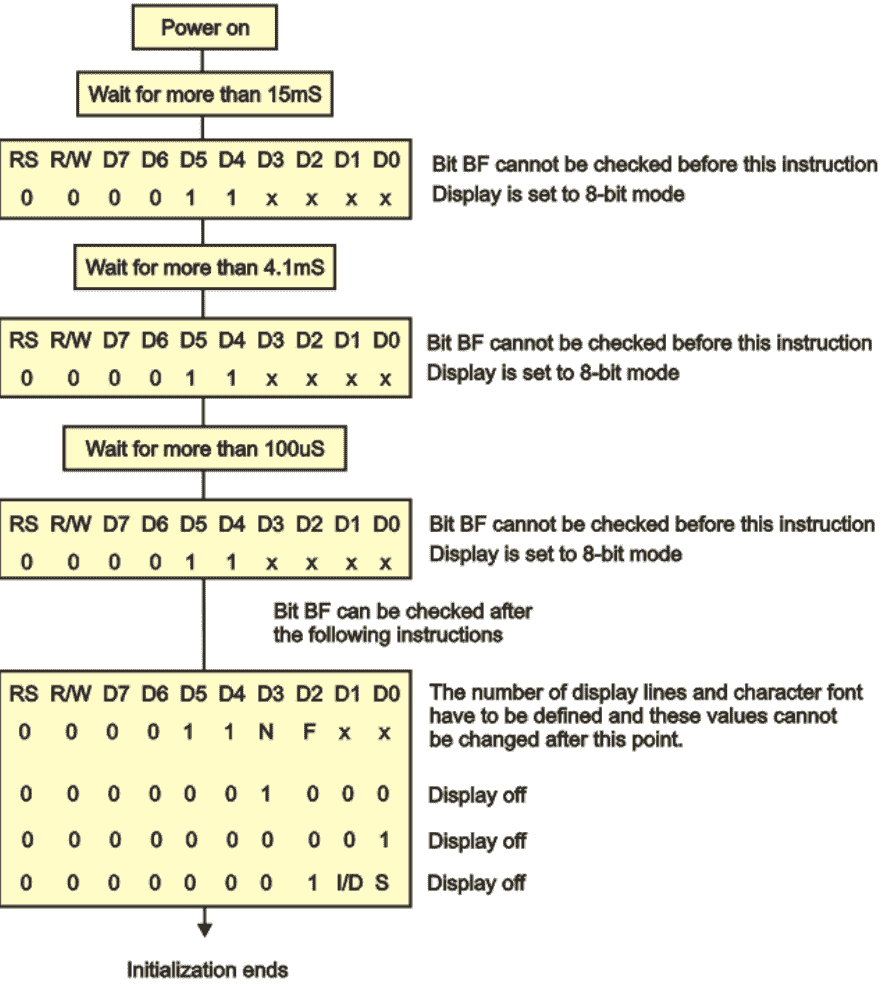 Power on
Wait for more than 15mS
RS R/W D7 D6 D5 D4 D3 D2 D1 D0
0 0 0 0 1 1 x x x x
Bit BF cannot be checked before this instruction
Display is set to 8-bit mode
Wait for more than 4.1mS
RS R/W D7 D6 D5 D4 D3 D2 D1 D0
0 0 0 0 1 1 x x x x
Bit BF cannot be checked before this instruction
Display is set to 8-bit mode
Wait for more than 100uS
RS R/W D7 D6 D5 D4 D3 D2 D1 D0
0 0 0 0 1 1 x x x x
Bit BF cannot be checked before this instruction
Display is set to 8-bit mode
Bit BF can be checked after
the following instructions
RS R/W D7 D6 D5 D4 D3 D2 D1 D0
0 0 0 0 1 1 N F x x
The number of display lines and character font
have to be defined and these values cannot
be changed after this point.
0 0 0 0 0 0 1 0 0 0 Display off
0 0 0 0 0 0 0 0 0 1 Display off
0 0 0 0 0 0 0 1 I/D S Display off
Initialization ends